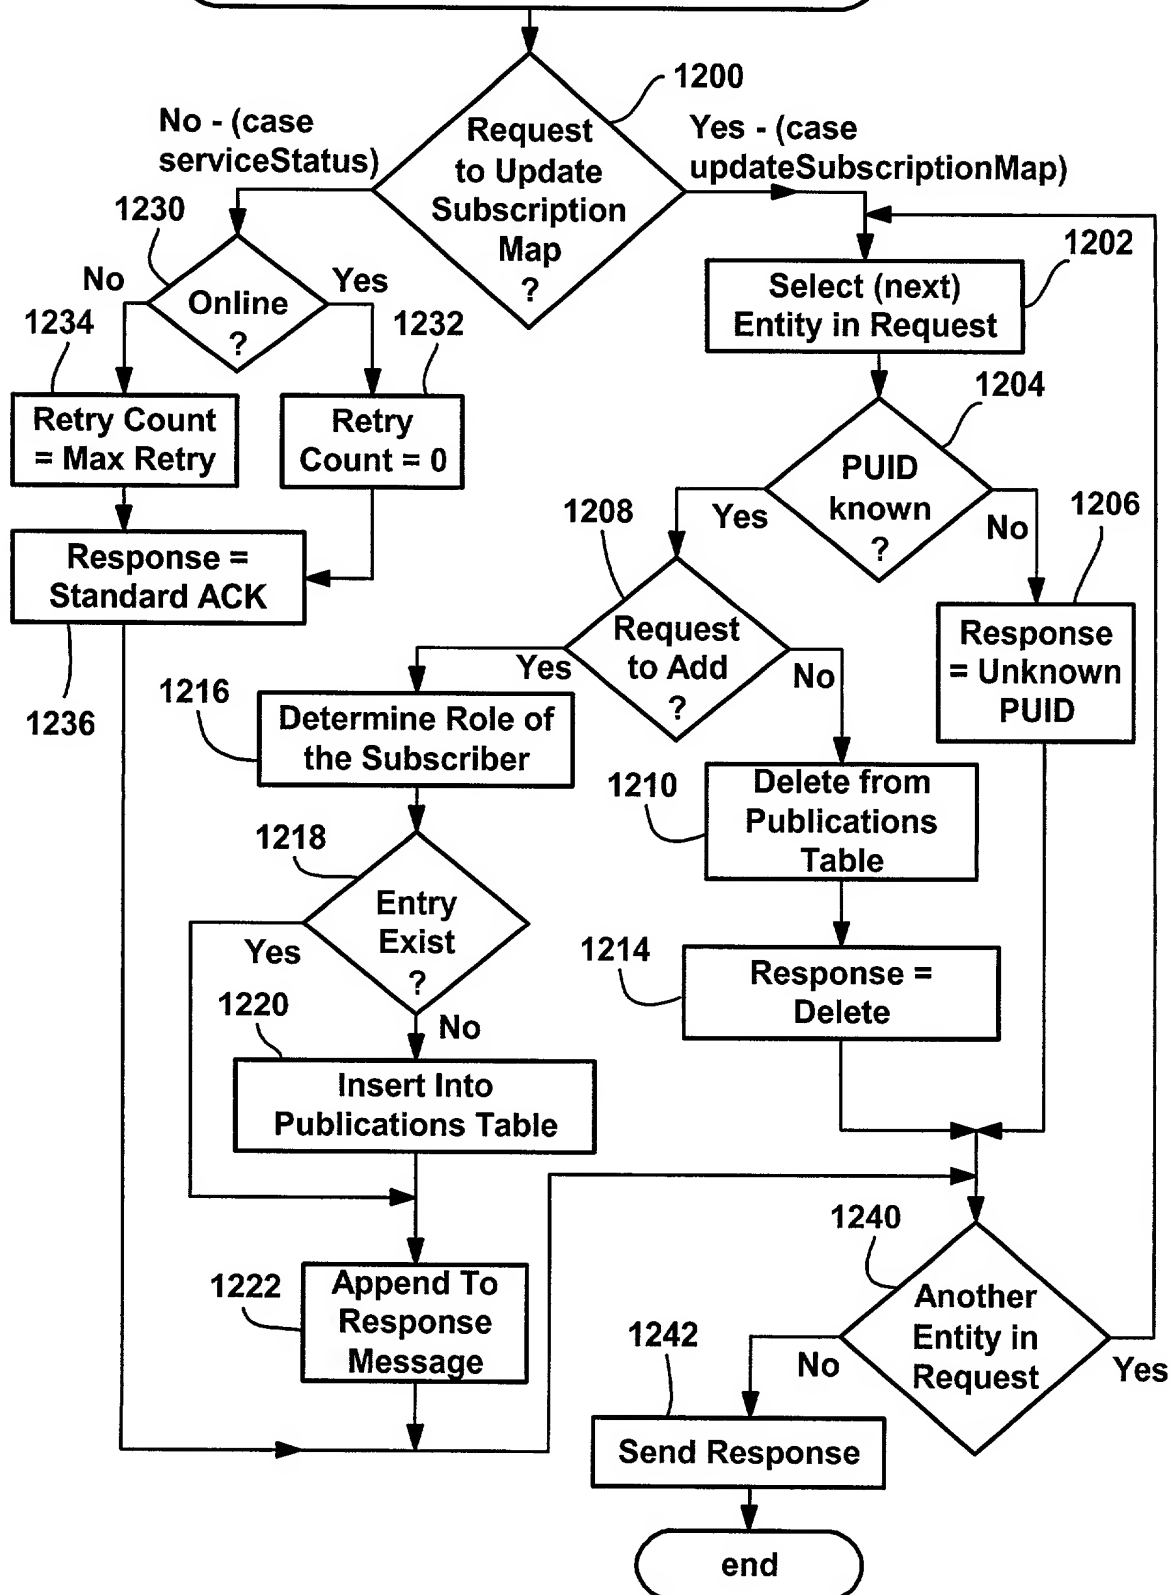 1200
No - (case
serviceStatus)
Request
to Update
Subscription
Map
?
Yes - (case
updateSubscriptionMap)
1230
No
Online
?
Yes
1202
Select (next)
Entity in Request
1234
Retry Count
= Max Retry
1232
Retry
Count = 0
1204
PUID
known
?
Yes
No
1236
Response =
Standard ACK
1208
Request
to Add
?
Yes
No
1206
Response
= Unknown
PUID
1216
Determine Role of
the Subscriber
1210
Delete from
Publications
Table
1218
Entry
Exist
?
Yes
No
1214
Response =
Delete
1220
Insert Into
Publications Table
1222
Append To
Response
Message
1240
Another
Entity in
Request
No
Yes
1242
Send Response
end